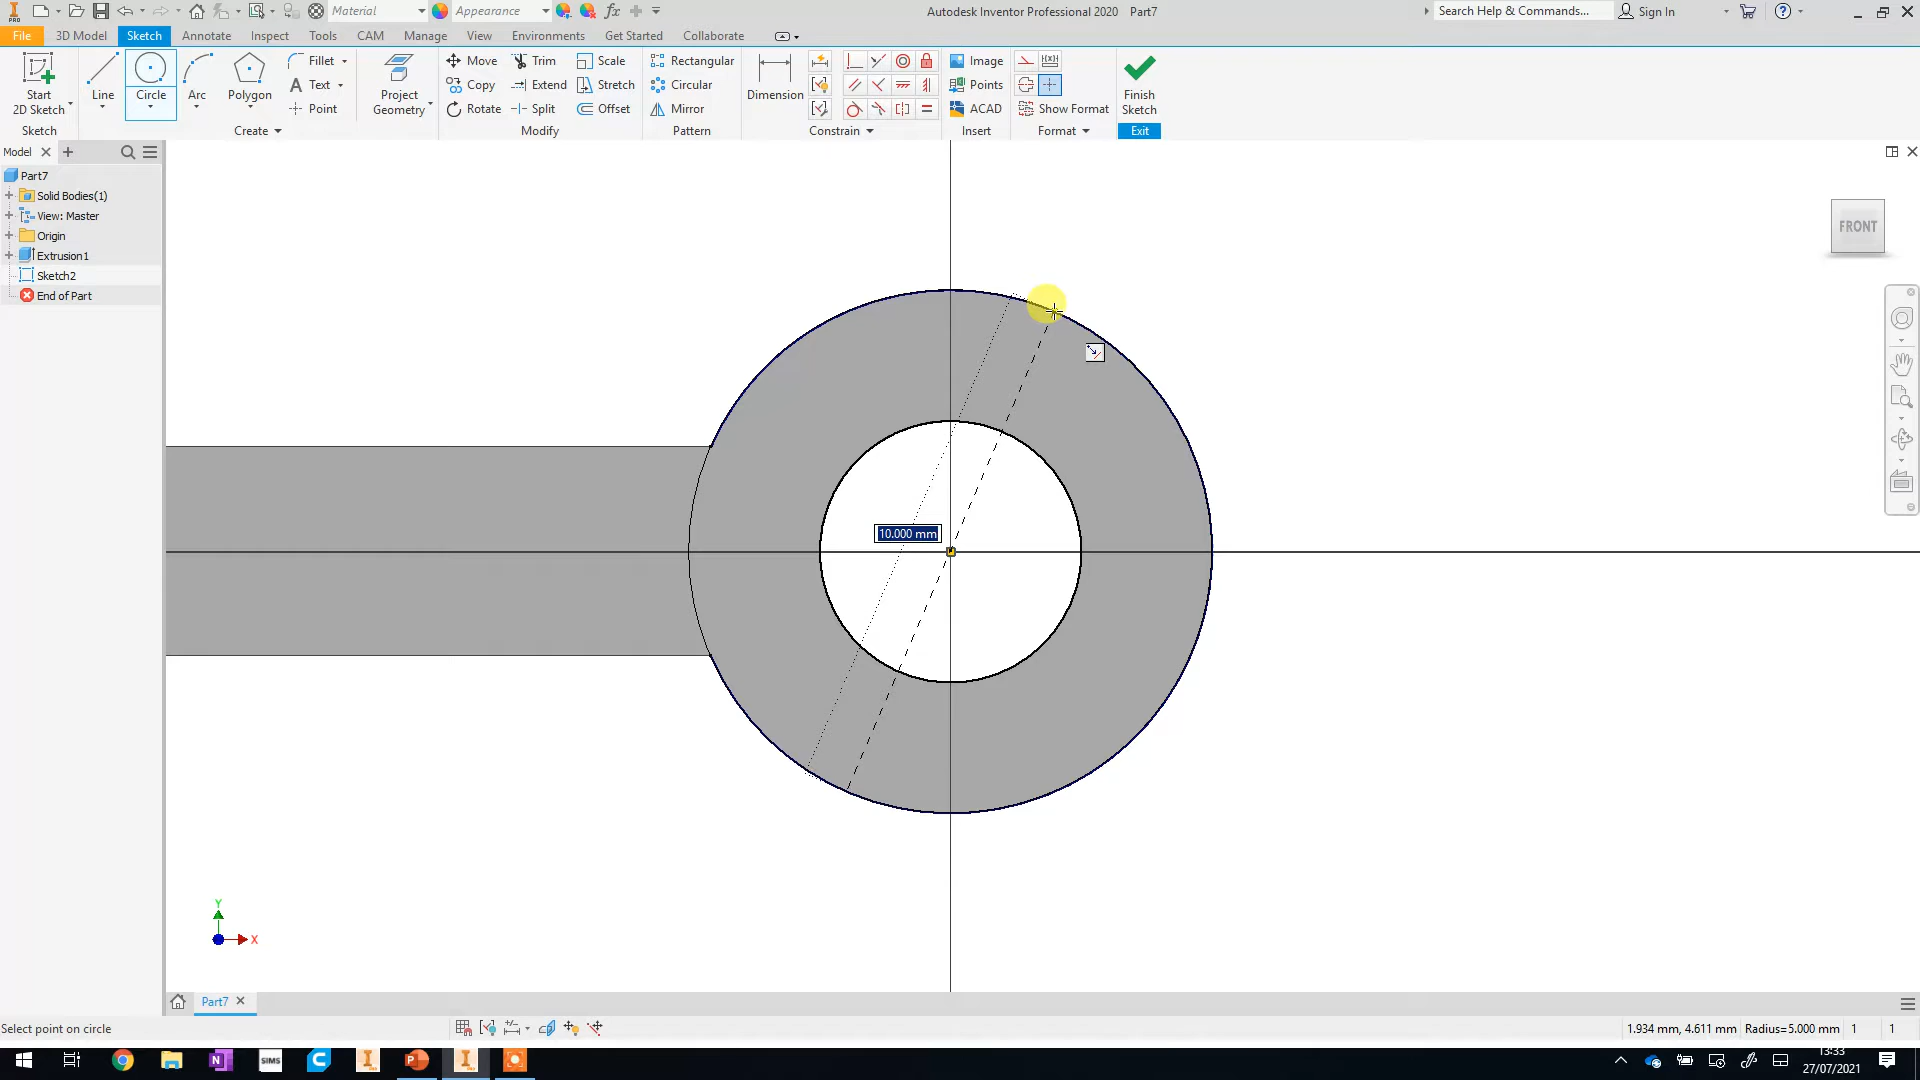 Material
Appearance
Autodesk Inventor Professional 2020 Part7
Search Help & Commands...
Sign In
File 3D Model Sketch Annotate Inspect Tools CAM Manage View Environments Get Started Collaborate
Start
2D Sketch
Line
Circle
Arc
Polygon
Fillet
Text
Point
Project
Geometry
Move
Copy
Rotate
Trim
Extend
Split
Scale
Stretch
Offset
Rectangular
Circular
Mirror
Dimension
Image
Points
ACAD
Show Format
Finish
Sketch
Sketch Create Modify Pattern Constrain Insert Format Exit
Model
Part7
Solid Bodies(1)
View: Master
Origin
Extrusion1
Sketch2
End of Part
FRONT
10.000 mm
Y
X
Part7
Select point on circle
1.934 mm, 4.611 mm Radius=5.000 mm 1 1
SIMS
13:33
27/07/2021